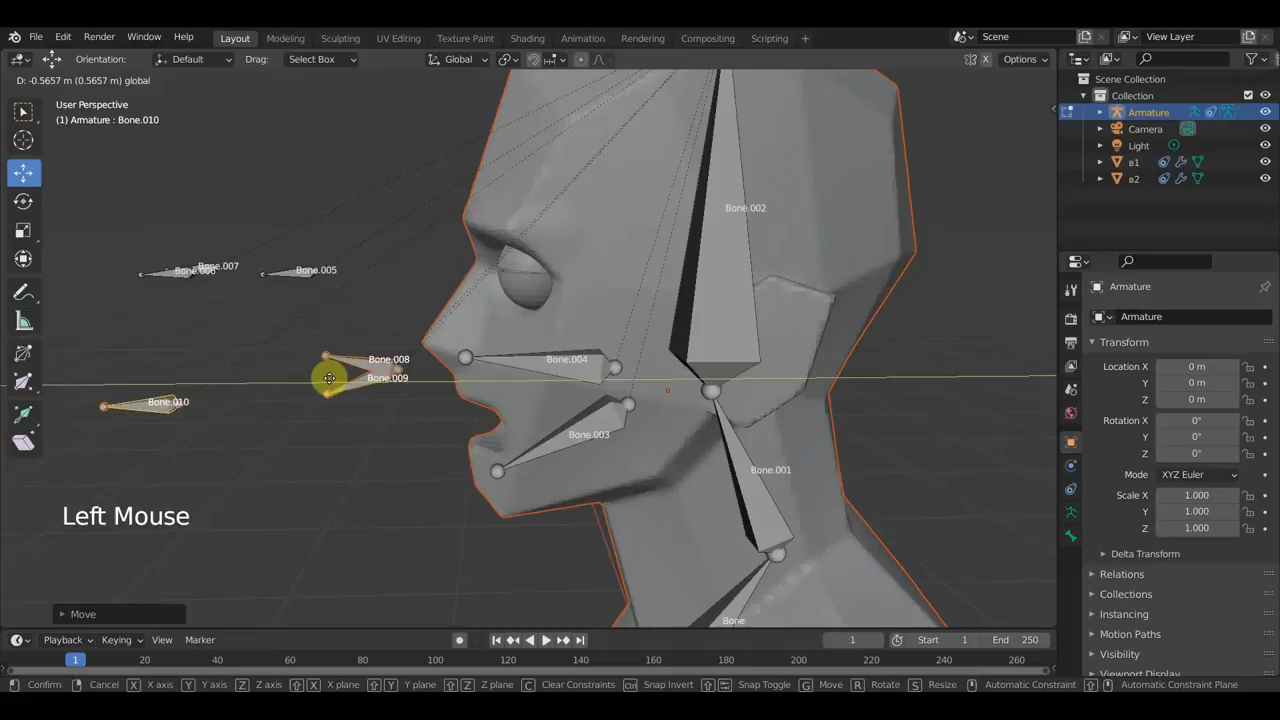 File Edit Render Window Help Layout Modeling Sculpting UV Editing Texture Paint Shading Animation Rendering Compositing Scripting + Scene View Layer
Orientation: Default Drag: Select Box Global X Options
D: -0.5657 m (0.5657 m) global
User Perspective
(1) Armature : Bone.010
Scene Collection
Collection
Armature
Camera
Light
в1
в2
Bone.002
Bone.007
Bone.006
Bone.005
Bone.008
Bone.004
Bone.009
Bone.010
Bone.003
Bone.001
Bone
Left Mouse
Move
Armature
Armature
Transform
Location X 0 m
Y 0 m
Z 0 m
Rotation X 0°
Y 0°
Z 0°
Mode XYZ Euler
Scale X 1.000
Y 1.000
Z 1.000
Delta Transform
Relations
Collections
Instancing
Motion Paths
Visibility
Viewport Display
Playback Keying View Marker 1 Start 1 End 250
1 20 40 60 80 100 120 140 160 180 200 220 240 260
Confirm Cancel X X axis Y Y axis Z Z axis X X plane Y Y plane Z Z plane C Clear Constraints Ctrl Snap Invert Snap Toggle G Move R Rotate S Resize Automatic Constraint Automatic Constraint Plane